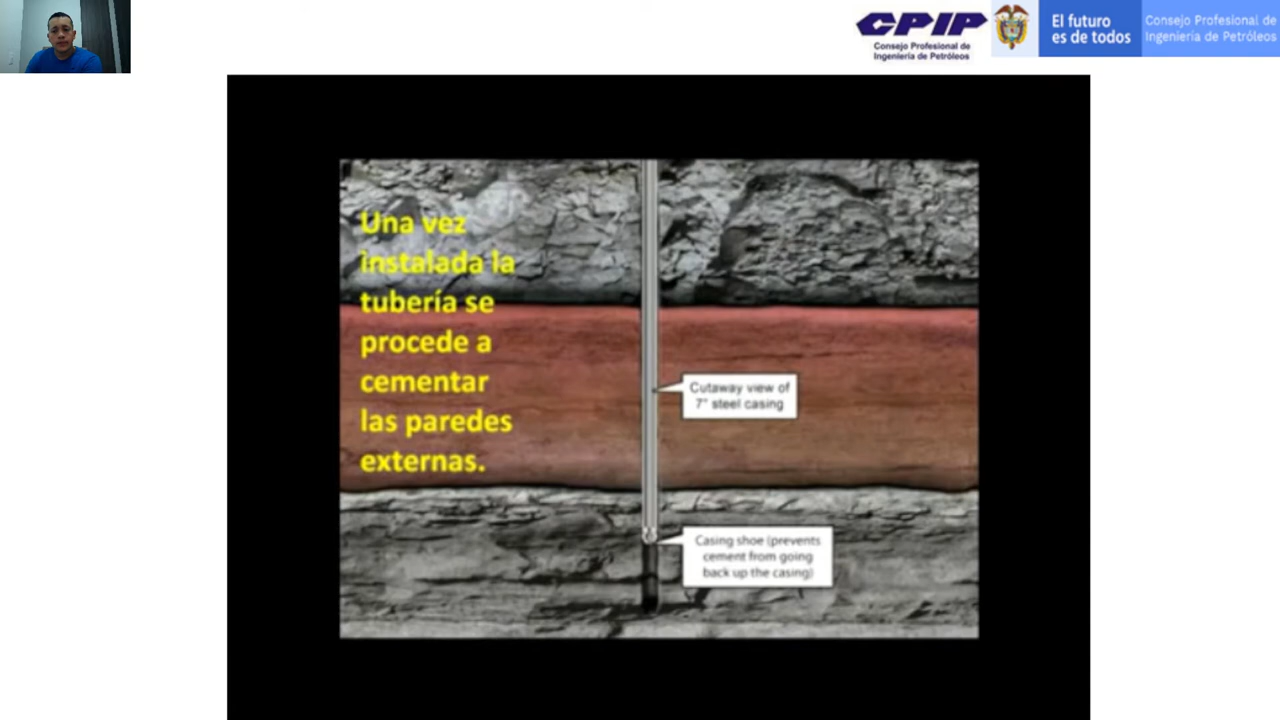 CPIP
Consejo Profesional de
Ingeniería de Petróleos
El futuro
es de todos
Consejo Profesional de
Ingeniería de Petróleos
Una vez
instalada la
tubería se
procede a
cementar
las paredes
externas.
Cutaway view of
7" steel casing
Casing shoe (prevents
cement from going
back up the casing)